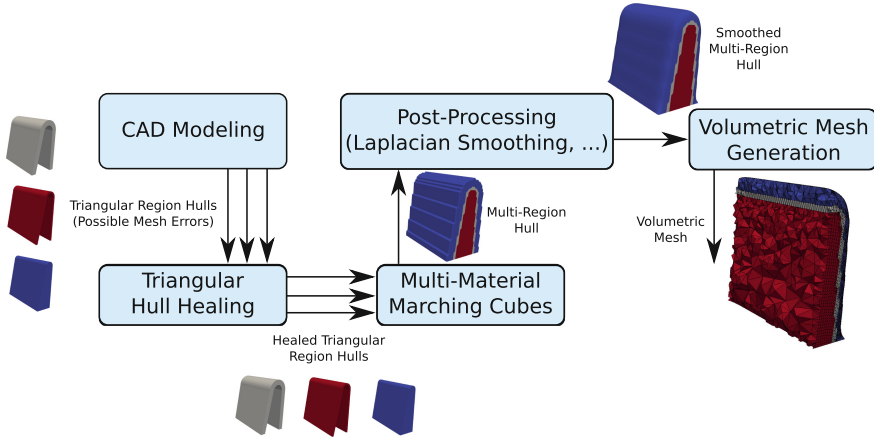 CAD Modeling
Triangular Region Hulls
(Possible Mesh Errors)
Triangular
Hull Healing
Healed Triangular
Region Hulls
Multi-Material
Marching Cubes
Multi-Region
Hull
Post-Processing
(Laplacian Smoothing, ...)
Smoothed
Multi-Region
Hull
Volumetric Mesh
Generation
Volumetric
Mesh